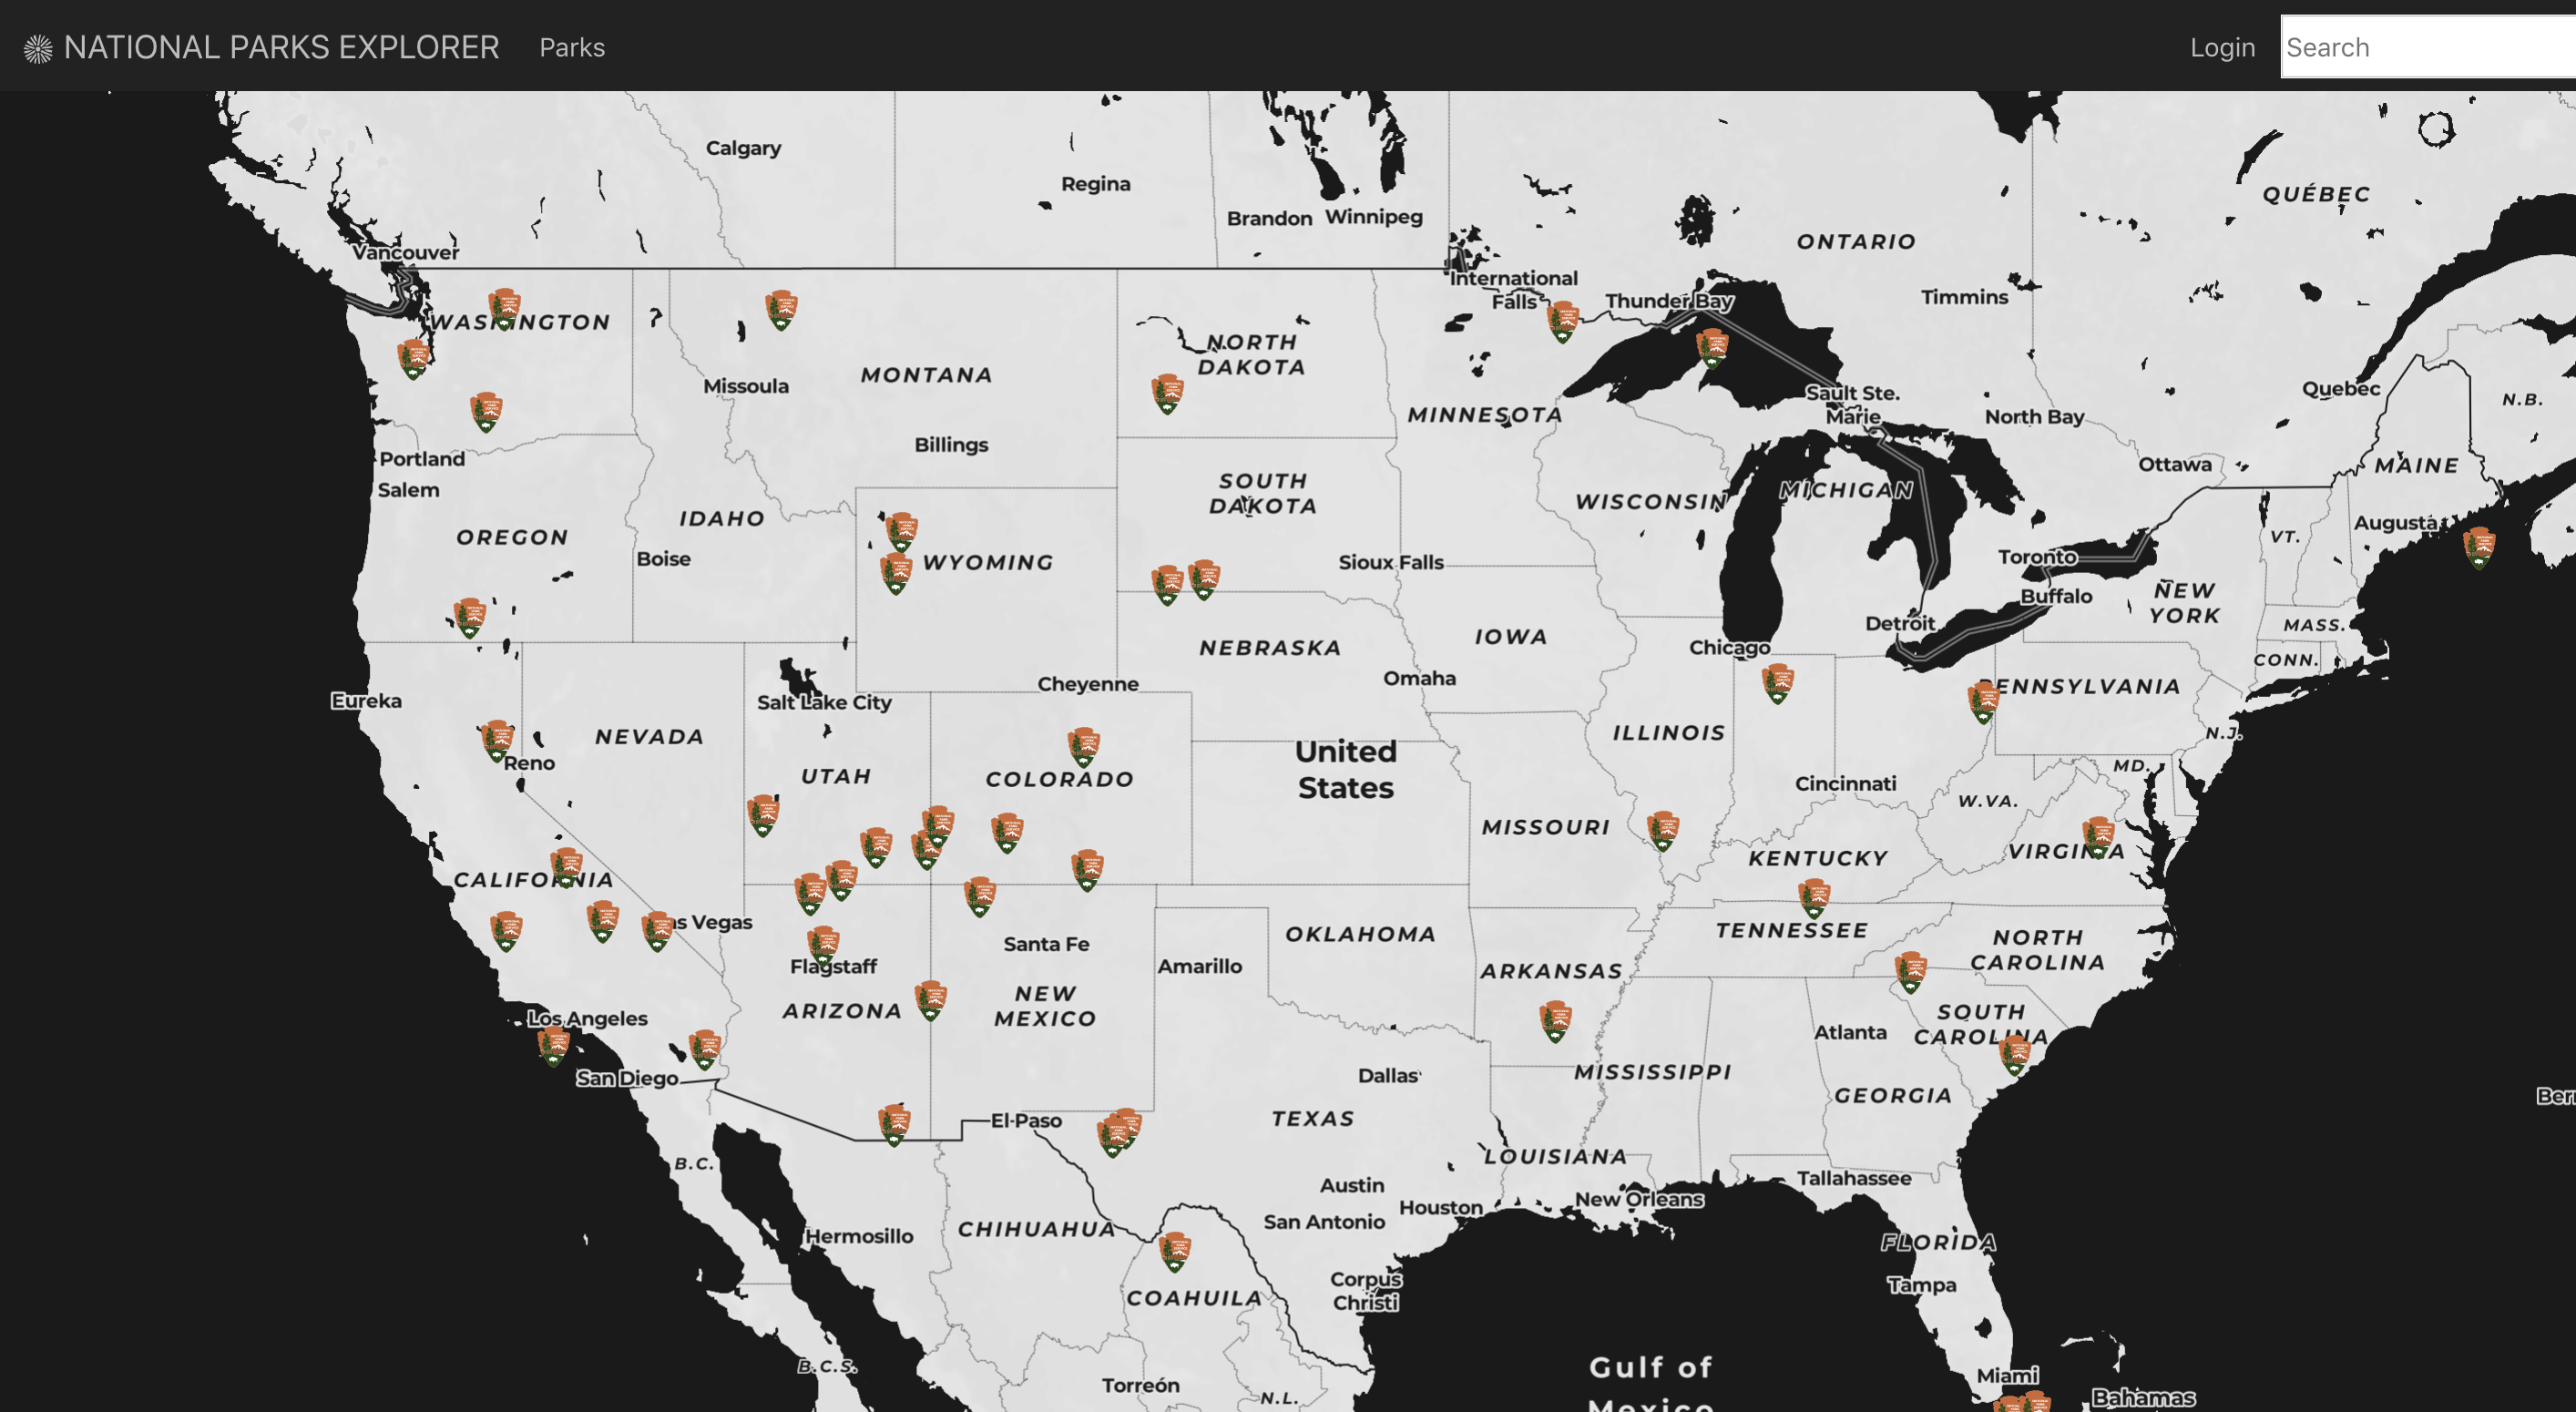 NATIONAL PARKS EXPLORER
Parks
Login
Search
Calgary
Regina
Brandon
Winnipeg
QUÉBEC
ONTARIO
Vancouver
International
Falls
Thunder Bay
Timmins
WASHINGTON
NORTH
DAKOTA
MONTANA
Missoula
Quebec
N.B.
Sault Ste.
Marie
North Bay
MINNESOTA
Billings
Portland
Salem
Ottawa
MAINE
SOUTH
DAKOTA
WISCONSIN
MICHIGAN
IDAHO
Augusta
OREGON
VT.
Boise
WYOMING
Sioux Falls
Toronto
Buffalo
NEW
YORK
Detroit
MASS.
IOWA
Chicago
NEBRASKA
CONN.
Omaha
Cheyenne
PENNSYLVANIA
Eureka
Salt Lake City
NEVADA
ILLINOIS
N.J.
United
States
Reno
UTAH
COLORADO
MD.
Cincinnati
W.VA.
MISSOURI
KENTUCKY
VIRGINIA
CALIFORNIA
as Vegas
TENNESSEE
OKLAHOMA
NORTH
CAROLINA
Santa Fe
Flagstaff
Amarillo
ARKANSAS
NEW
MEXICO
ARIZONA
Los Angeles
SOUTH
CAROLINA
Atlanta
San Diego
Dallas
MISSISSIPPI
GEORGIA
Ber
El Paso
TEXAS
B.C.
LOUISIANA
Tallahassee
Austin
New Orleans
Houston
San Antonio
Hermosillo
CHIHUAHUA
FLORIDA
Corpus
Christi
Tampa
COAHUILA
B.C.S.
Gulf of
Mexico
Torreón
N.L.
Miami
Bahamas